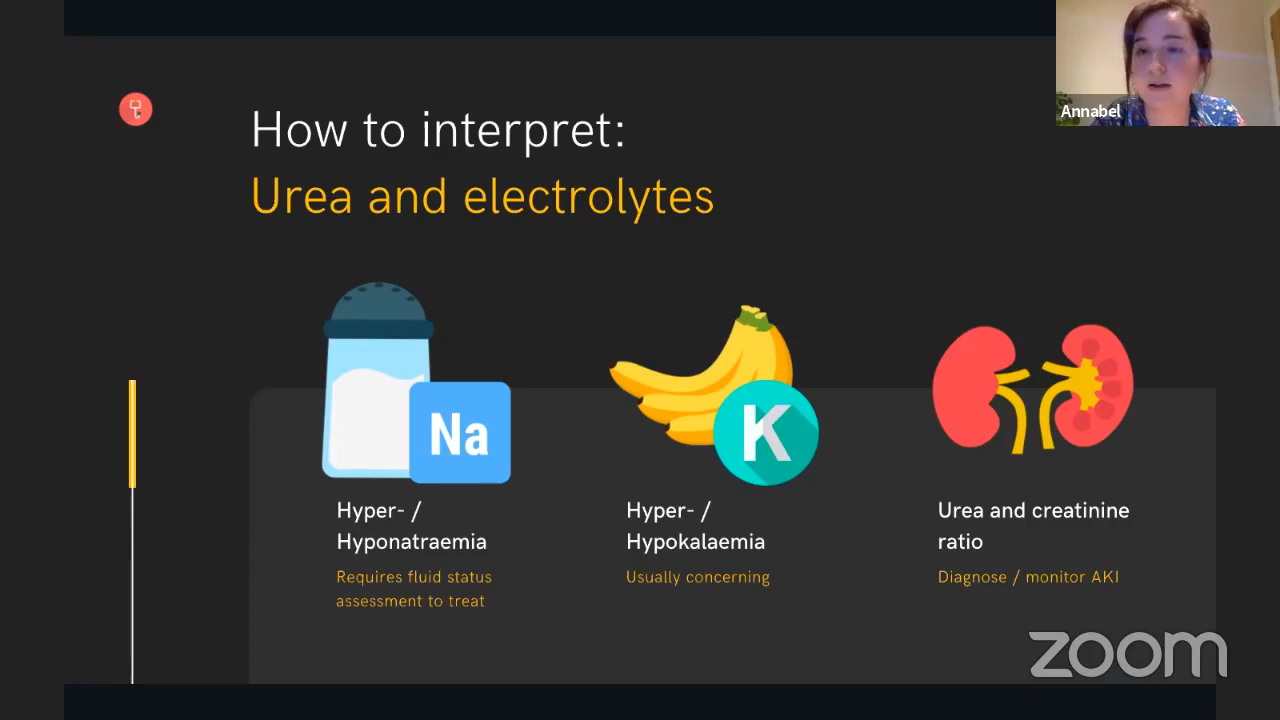 Annabel
How to interpret:
Urea and electrolytes
Na
K
Hyper- /
Hyponatraemia
Requires fluid status
assessment to treat
Hyper- /
Hypokalaemia
Usually concerning
Urea and creatinine
ratio
Diagnose / monitor AKI
zoom